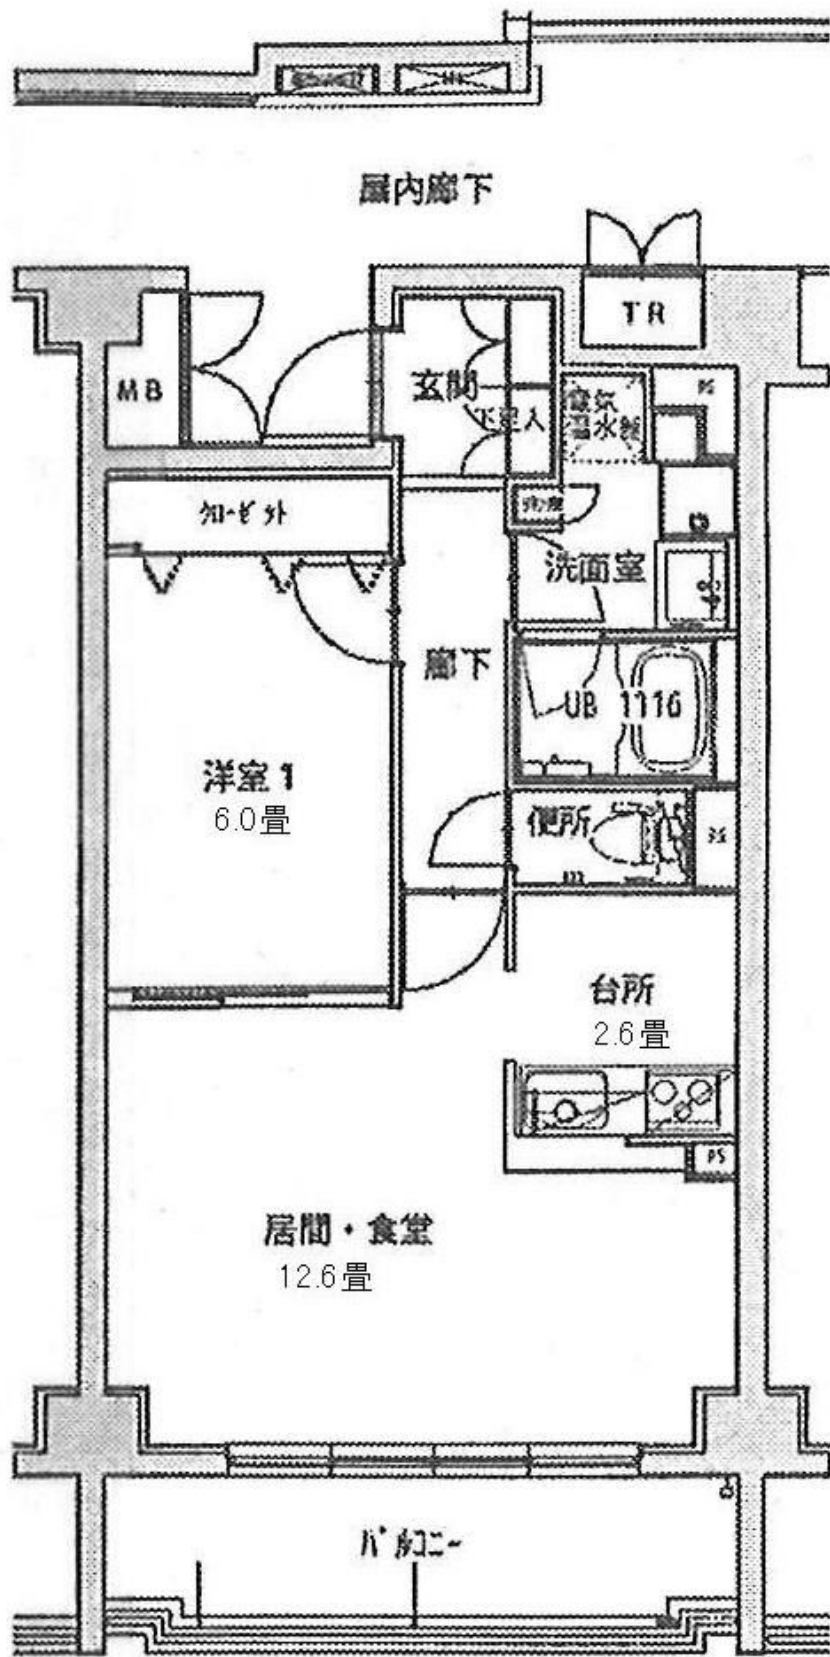 屋内廊下
TR
MB
玄関
下足入
電気
温水器
PS
クローゼット
洗面室
廊下
UB 1116
洋室1
6.0畳
便所
台所
2.6畳
PS
居間・食堂
12.6畳
バルコニー